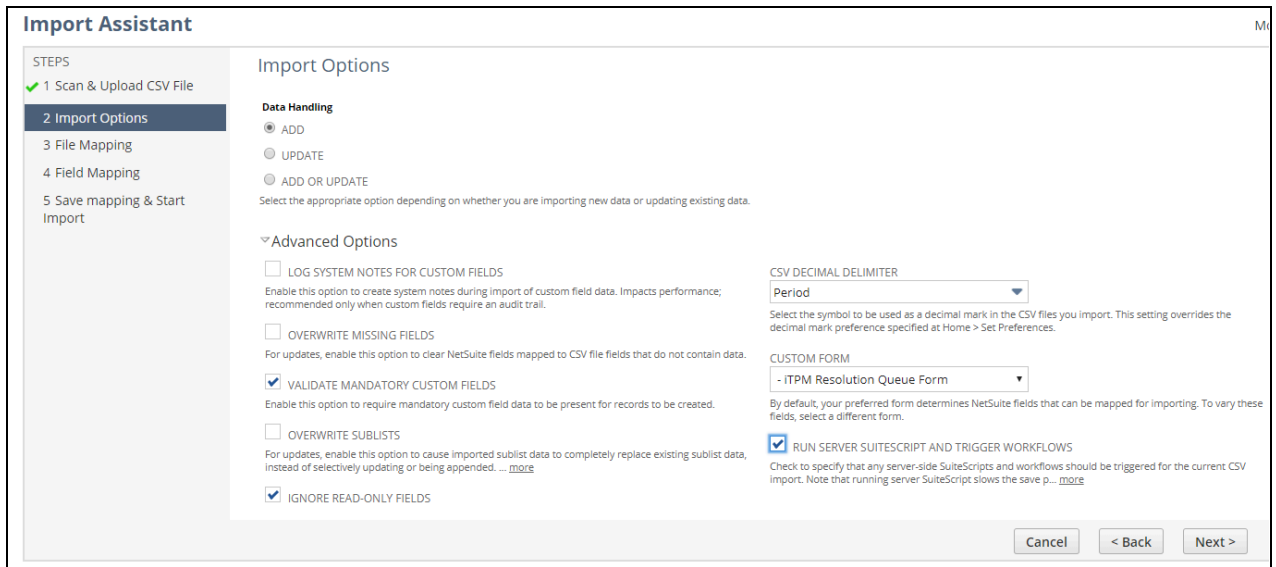 Import Assistant
Mo
STEPS
1 Scan & Upload CSV File
2 Import Options
3 File Mapping
4 Field Mapping
5 Save mapping & Start
Import
Import Options
Data Handling
ADD
UPDATE
ADD OR UPDATE
Select the appropriate option depending on whether you are importing new data or updating existing data.
Advanced Options
LOG SYSTEM NOTES FOR CUSTOM FIELDS
Enable this option to create system notes during import of custom field data. Impacts performance;
recommended only when custom fields require an audit trail.
OVERWRITE MISSING FIELDS
For updates, enable this option to clear NetSuite fields mapped to CSV file fields that do not contain data.
VALIDATE MANDATORY CUSTOM FIELDS
Enable this option to require mandatory custom field data to be present for records to be created.
OVERWRITE SUBLISTS
For updates, enable this option to cause imported sublist data to completely replace existing sublist data,
instead of selectively updating or being appended. ... more
IGNORE READ-ONLY FIELDS
CSV DECIMAL DELIMITER
Period
Select the symbol to be used as a decimal mark in the CSV files you import. This setting overrides the
decimal mark preference specified at Home > Set Preferences.
CUSTOM FORM
- iTPM Resolution Queue Form
By default, your preferred form determines NetSuite fields that can be mapped for importing. To vary these
fields, select a different form.
RUN SERVER SUITESCRIPT AND TRIGGER WORKFLOWS
Check to specify that any server-side SuiteScripts and workflows should be triggered for the current CSV
import. Note that running server SuiteScript slows the save p... more
Cancel
< Back
Next >